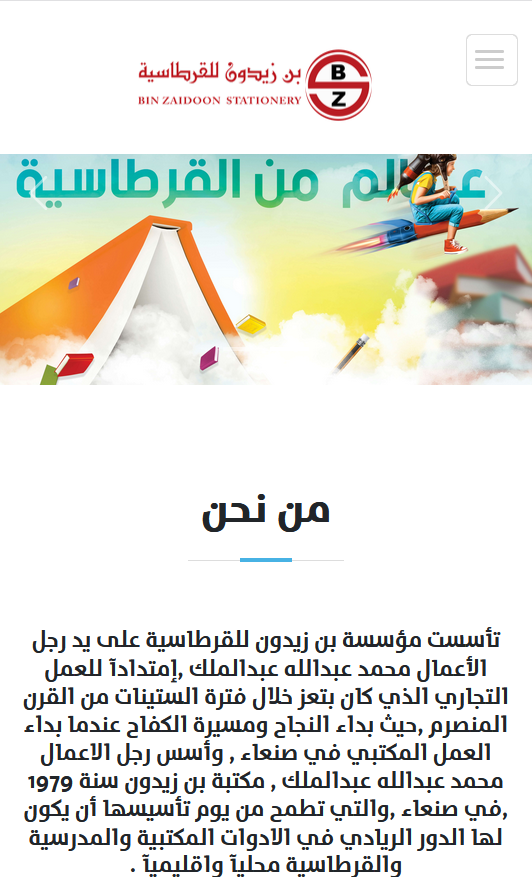 بن زيدون للقرطاسية
BIN ZAIDOON STATIONERY
B
Z
عالم من القرطاسية
من نحن
تأسست مؤسسة بن زيدون للقرطاسية على يد رجل
الأعمال محمد عبدالله عبدالملك ,إمتدادآ للعمل
التجاري الذي كان بتعز خلال فترة الستينات من القرن
المنصرم ,حيث بداء النجاح ومسيرة الكفاح عندما بداء
العمل المكتبي في صنعاء , وأسس رجل الاعمال
محمد عبدالله عبدالملك , مكتبة بن زيدون سنة 1979
,في صنعاء ,والتي تطمح من يوم تأسيسها أن يكون
لها الدور الريادي في الادوات المكتبية والمدرسية
والقرطاسية محليآ واقليميآ .